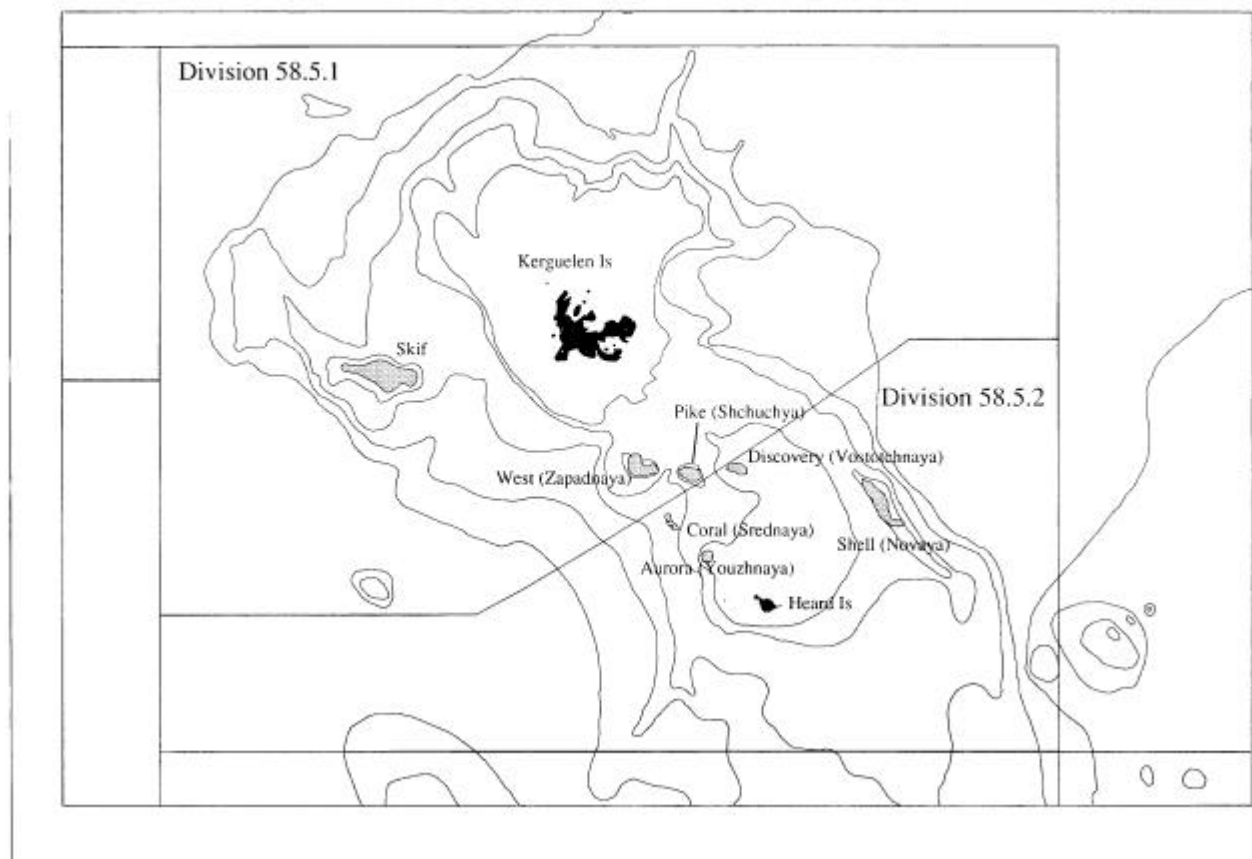 Division 58.5.1
Kerguelen Is
Skif
Division 58.5.2
Pike (Shchuchya)
Discovery (Vostotchnaya)
West (Zapadnaya)
Coral (Srednaya)
Shell (Novaya)
Aurora (Youzhnaya)
Heard Is